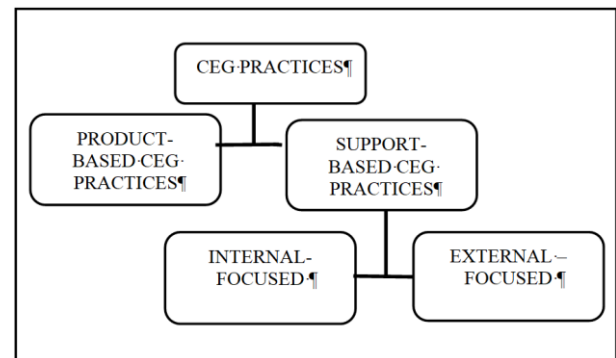 CEG·PRACTICES¶
PRODUCT-
BASED·CEG·
PRACTICES¶
SUPPORT-
BASED·CEG·
PRACTICES¶
INTERNAL-
FOCUSED·¶
EXTERNAL·–
FOCUSED·¶